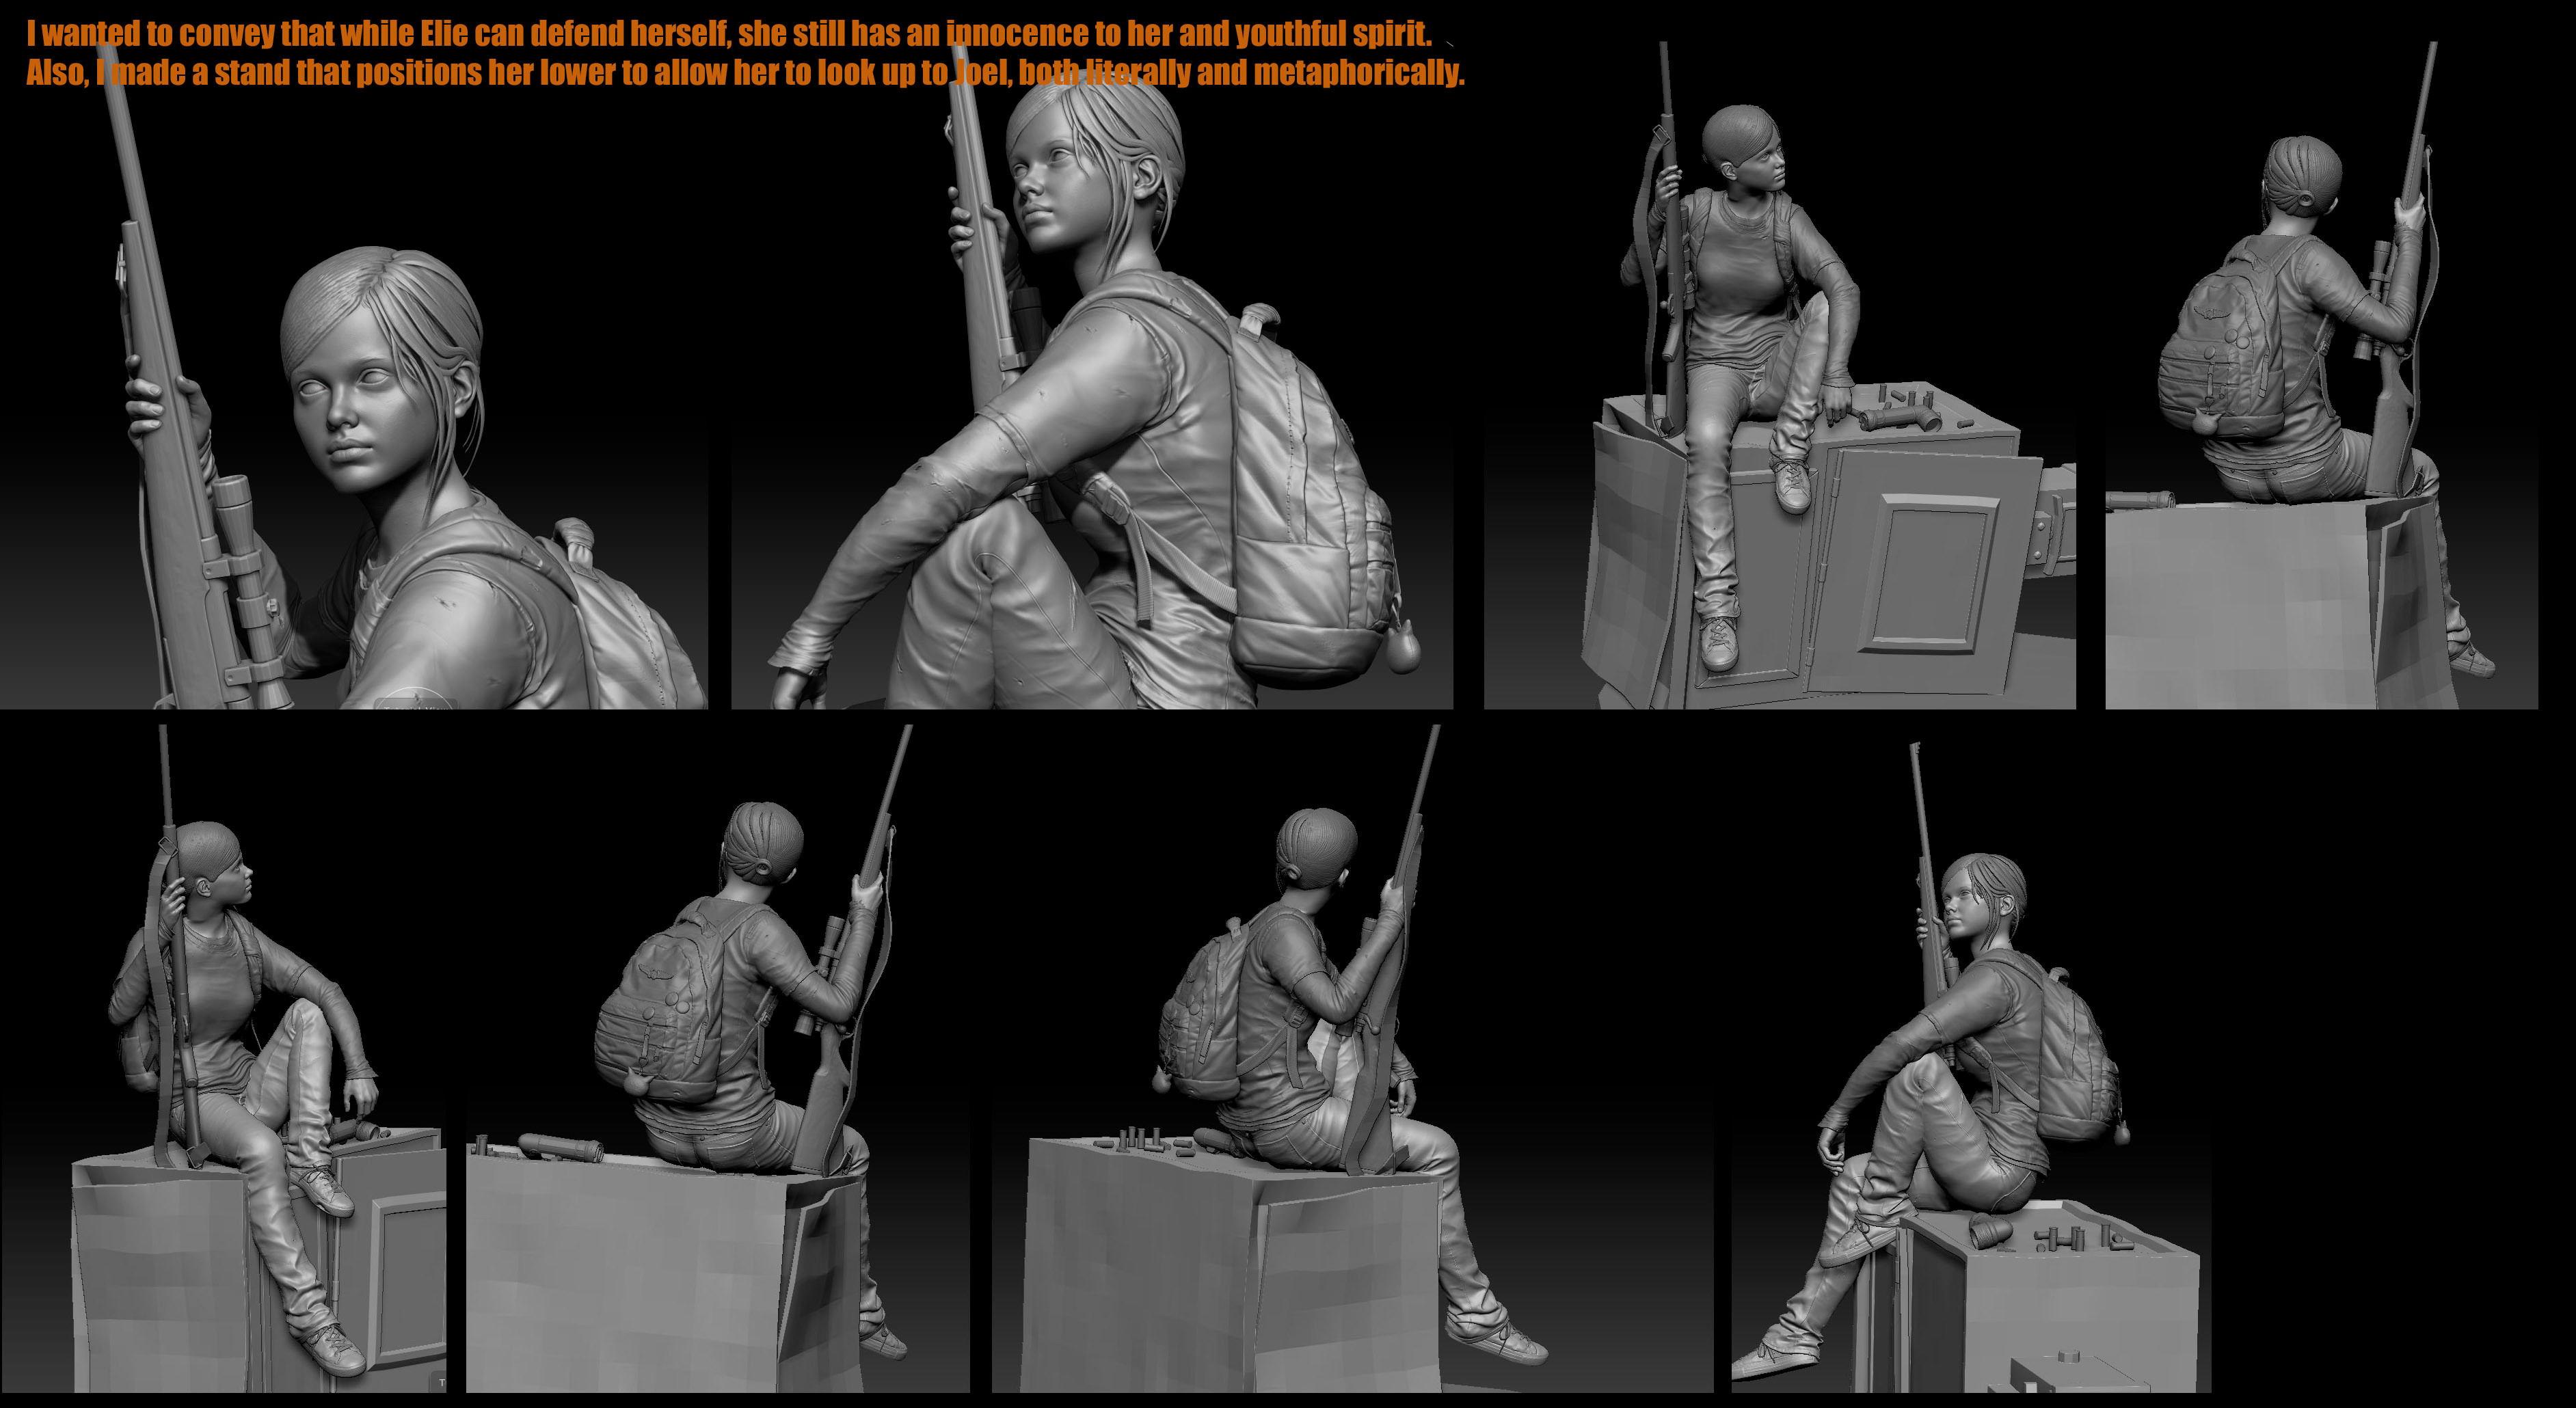 I wanted to convey that while Elie can defend herself, she still has an innocence to her and youthful spirit.
Also, I made a stand that positions her lower to allow her to look up to Joel, both literally and metaphorically.